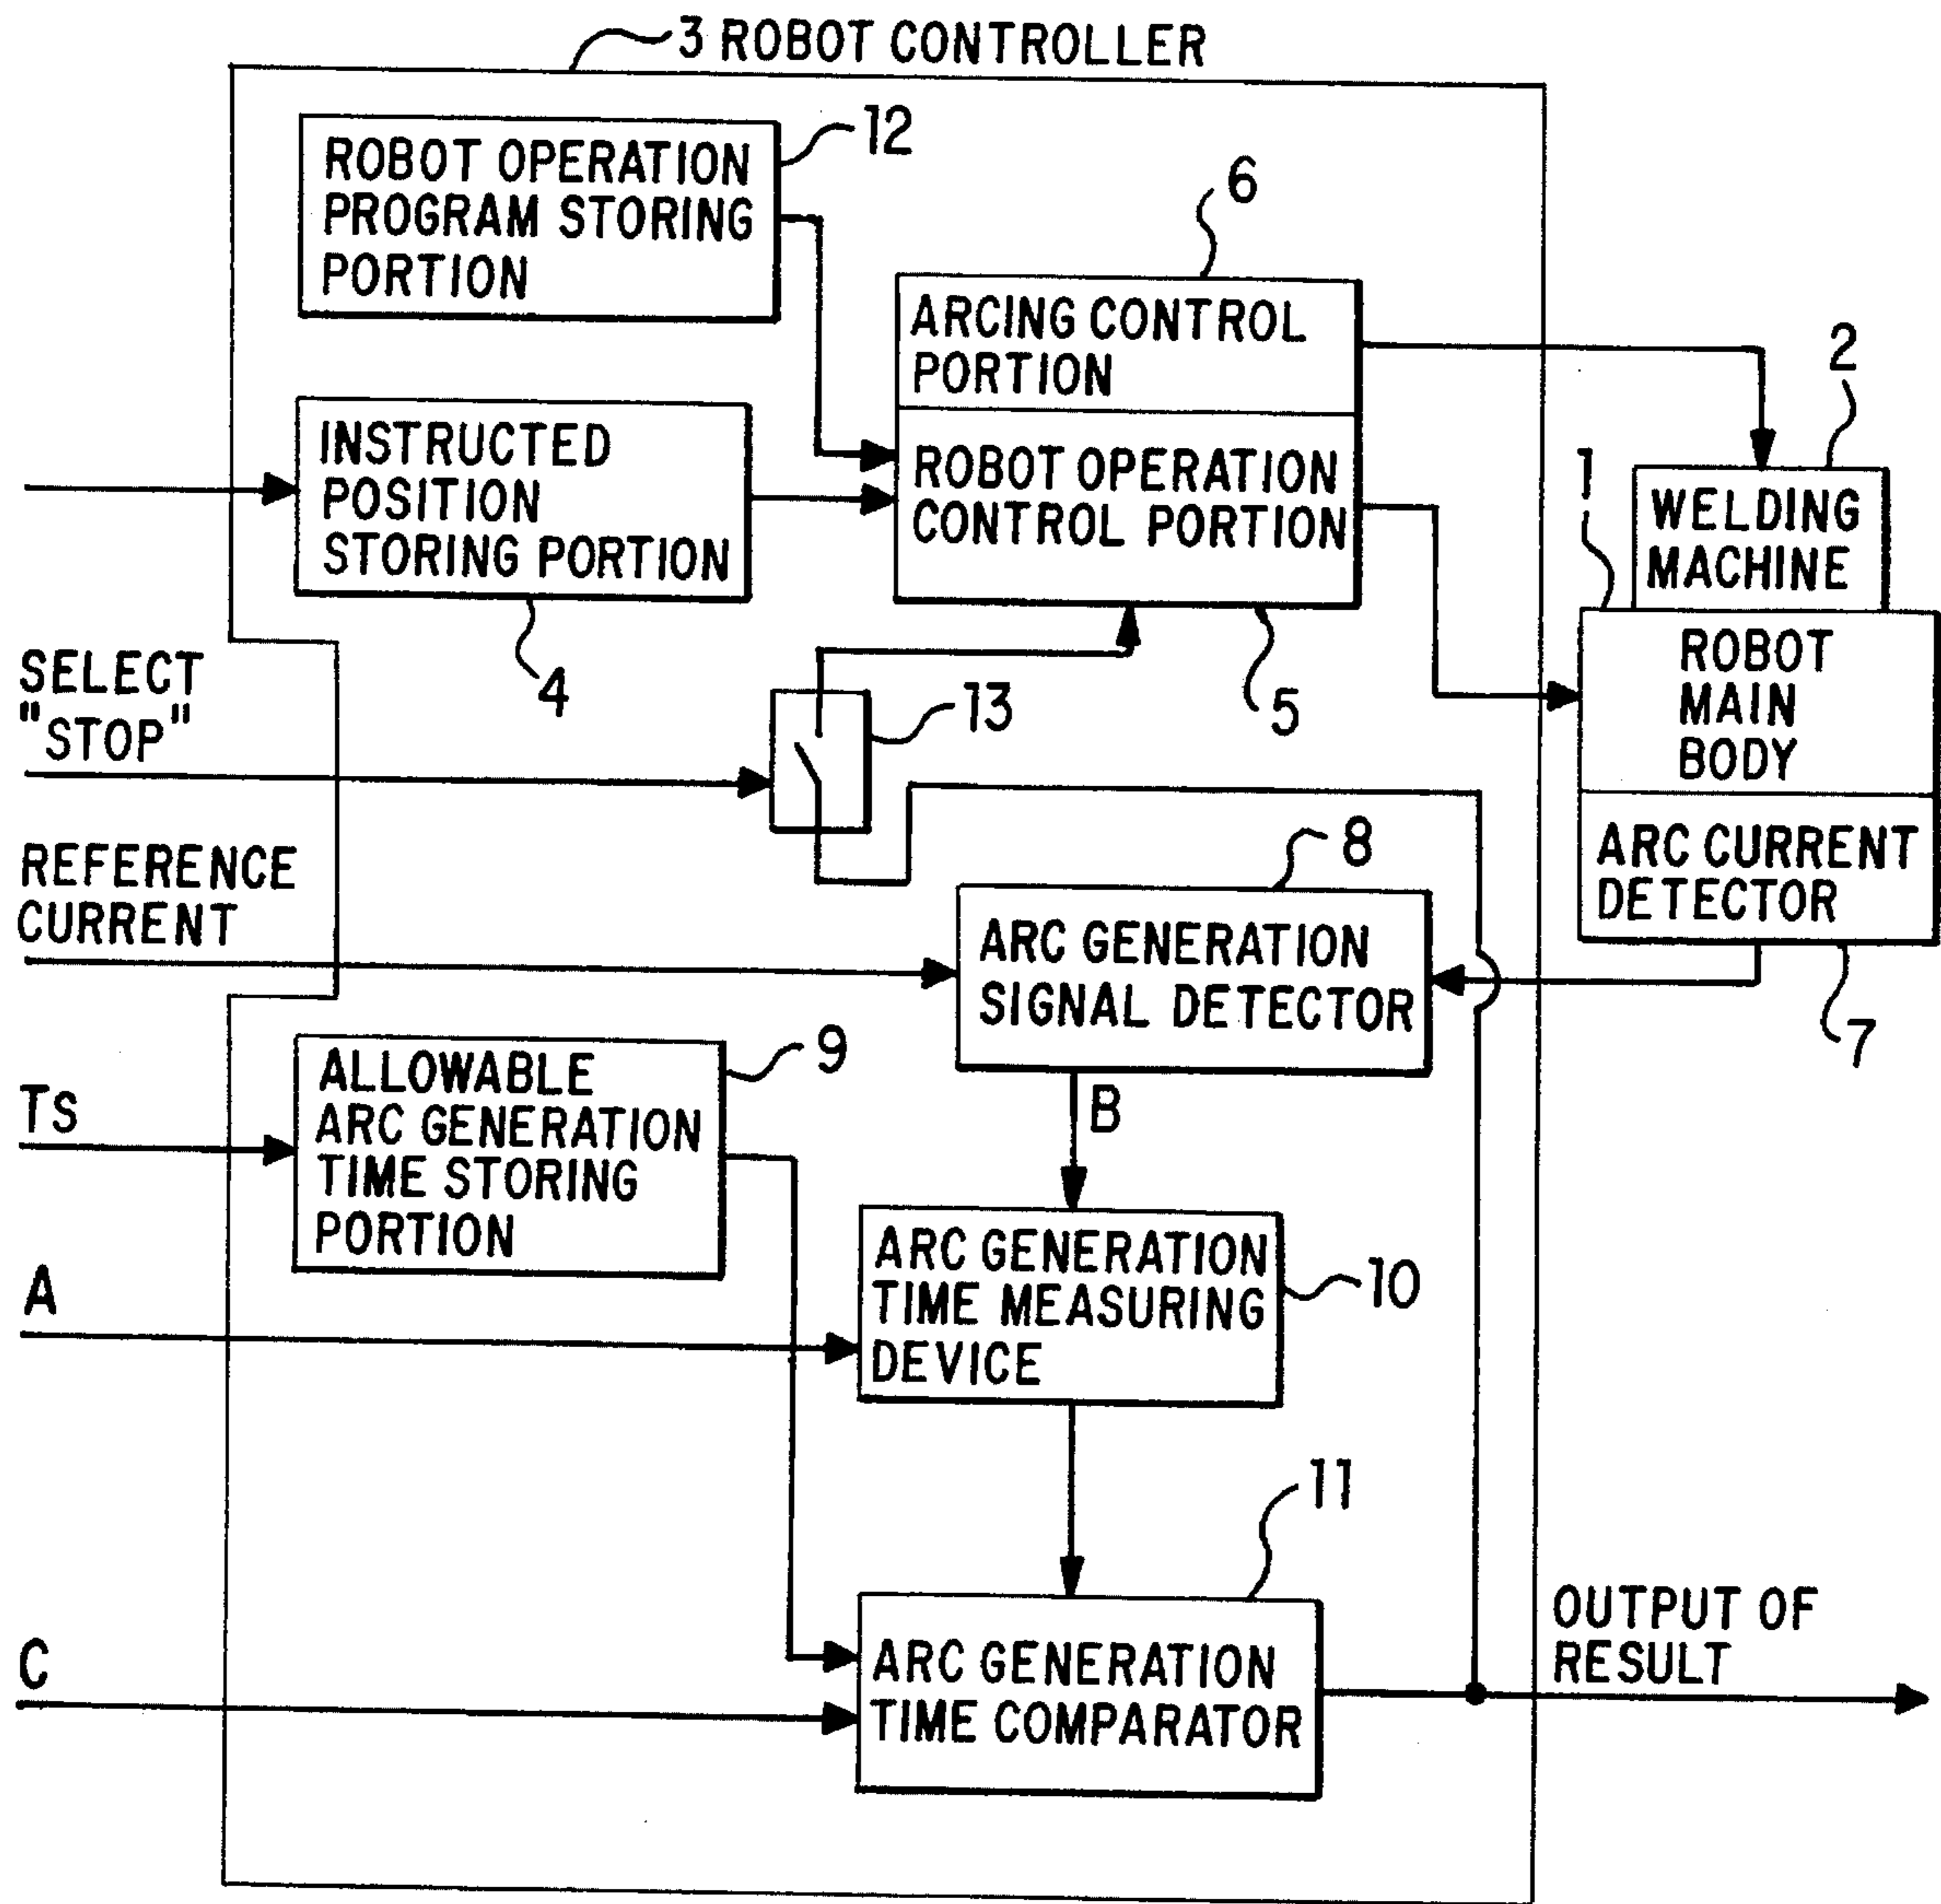 3 ROBOT CONTROLLER
12
ROBOT OPERATION
PROGRAM STORING
PORTION
6
ARCING CONTROL
PORTION
2
INSTRUCTED
POSITION
STORING PORTION
ROBOT OPERATION
CONTROL PORTION
1
WELDING
MACHINE
4
5
ROBOT
MAIN
BODY
SELECT
"STOP"
13
REFERENCE
CURRENT
8
ARC CURRENT
DETECTOR
ARC GENERATION
SIGNAL DETECTOR
7
9
TS
ALLOWABLE
ARC GENERATION
TIME STORING
PORTION
B
A
ARC GENERATION
TIME MEASURING
DEVICE
10
11
C
ARC GENERATION
TIME COMPARATOR
OUTPUT OF
RESULT